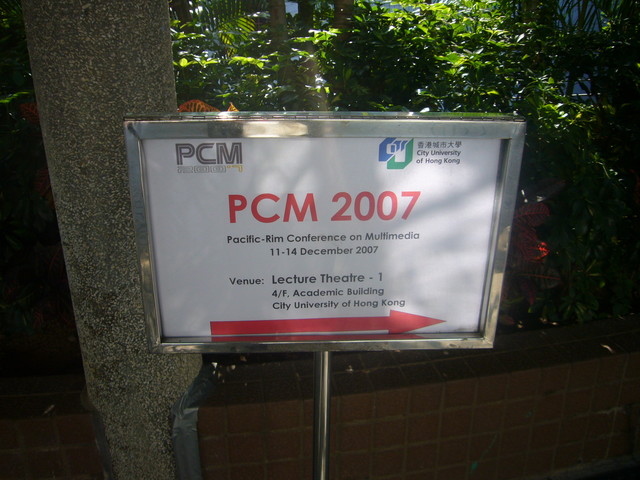 PCM
香港城市大學
City University
of Hong Kong
PCM 2007
Pacific-Rim Conference on Multimedia
11-14 December 2007
Venue: Lecture Theatre - 1
4/F, Academic Building
City University of Hong Kong